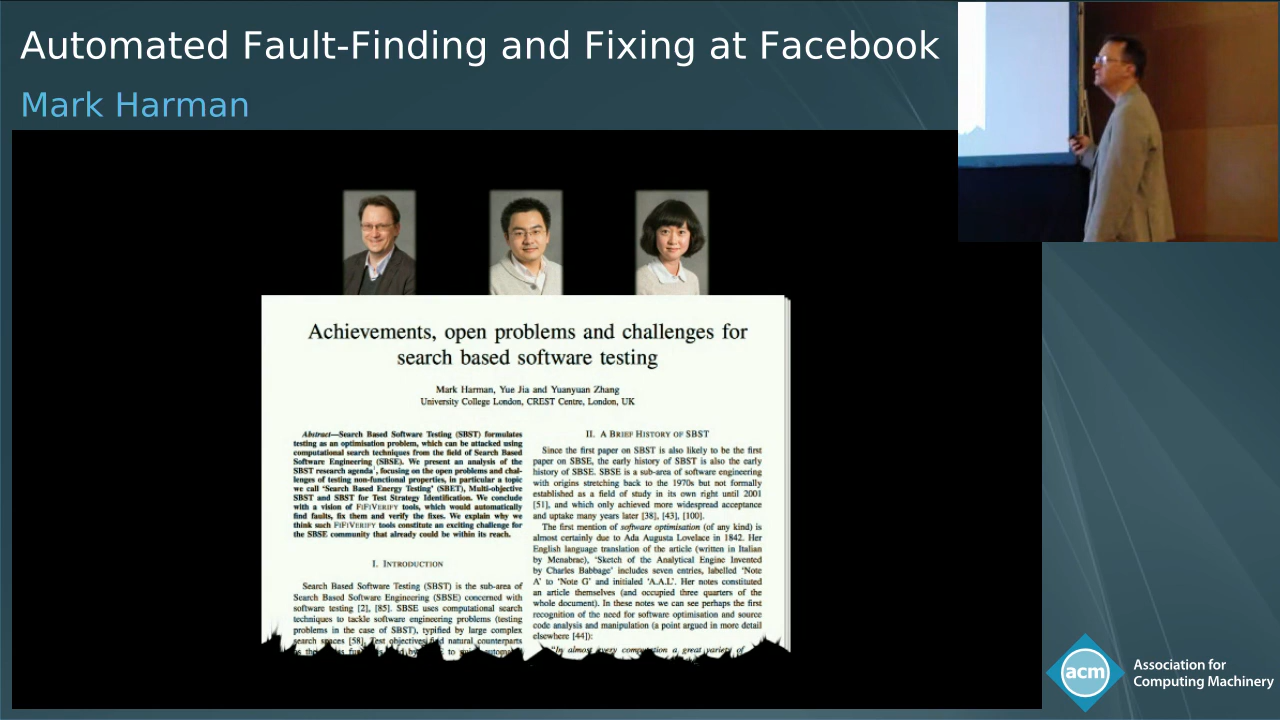 Automated Fault-Finding and Fixing at Facebook
Mark Harman
Achievements, open problems and challenges for
search based software testing
Mark Harman, Yue Jia and Yuanyuan Zhang
University College London, CREST Centre, London, UK
Abstract—Search Based Software Testing (SBST) formulates
testing as an optimisation problem, which can be attacked using
computational search techniques from the field of Search Based
Software Engineering (SBSE). We present an analysis of the
SBST research agenda, focusing on the open problems and chal-
lenges of testing non-functional properties, in particular a topic
we call 'Search Based Energy Testing' (SBET), Multi-objective
SBST and SBST for Test Strategy Identification. We conclude
with a vision of FIFIVERIFY tools, which would automatically
find faults, fix them and verify the fixes. We explain why we
think such FIFIVERIFY tools constitute an exciting challenge for
the SBSE community that already could be within its reach.
I. INTRODUCTION
Search Based Software Testing (SBST) is the sub-area of
Search Based Software Engineering (SBSE) concerned with
software testing [2], [85]. SBSE uses computational search
techniques to tackle software engineering problems (testing
problems in the case of SBST), typified by large complex
search spaces [58]. Test objectives find natural counterparts
II. A BRIEF HISTORY OF SBST
Since the first paper on SBST is also likely to be the first
paper on SBSE, the early history of SBST is also the early
history of SBSE. SBSE is a sub-area of software engineering
with origins stretching back to the 1970s but not formally
established as a field of study in its own right until 2001
[51], and which only achieved more widespread acceptance
and uptake many years later [38], [43], [100].
The first mention of software optimisation (of any kind) is
almost certainly due to Ada Augusta Lovelace in 1842. Her
English language translation of the article (written in Italian
by Menabrae), 'Sketch of the Analytical Engine Invented
by Charles Babbage' includes seven entries, labelled 'Note
A' to 'Note G' and initialed 'A.A.L'. Her notes constituted
an article themselves (and occupied three quarters of the
whole document). In these notes we can see perhaps the first
recognition of the need for software optimisation and source
code analysis and manipulation (a point argued in more detail
elsewhere [44]):
"In almost every computation a great variety of
acm
Association for
Computing Machinery